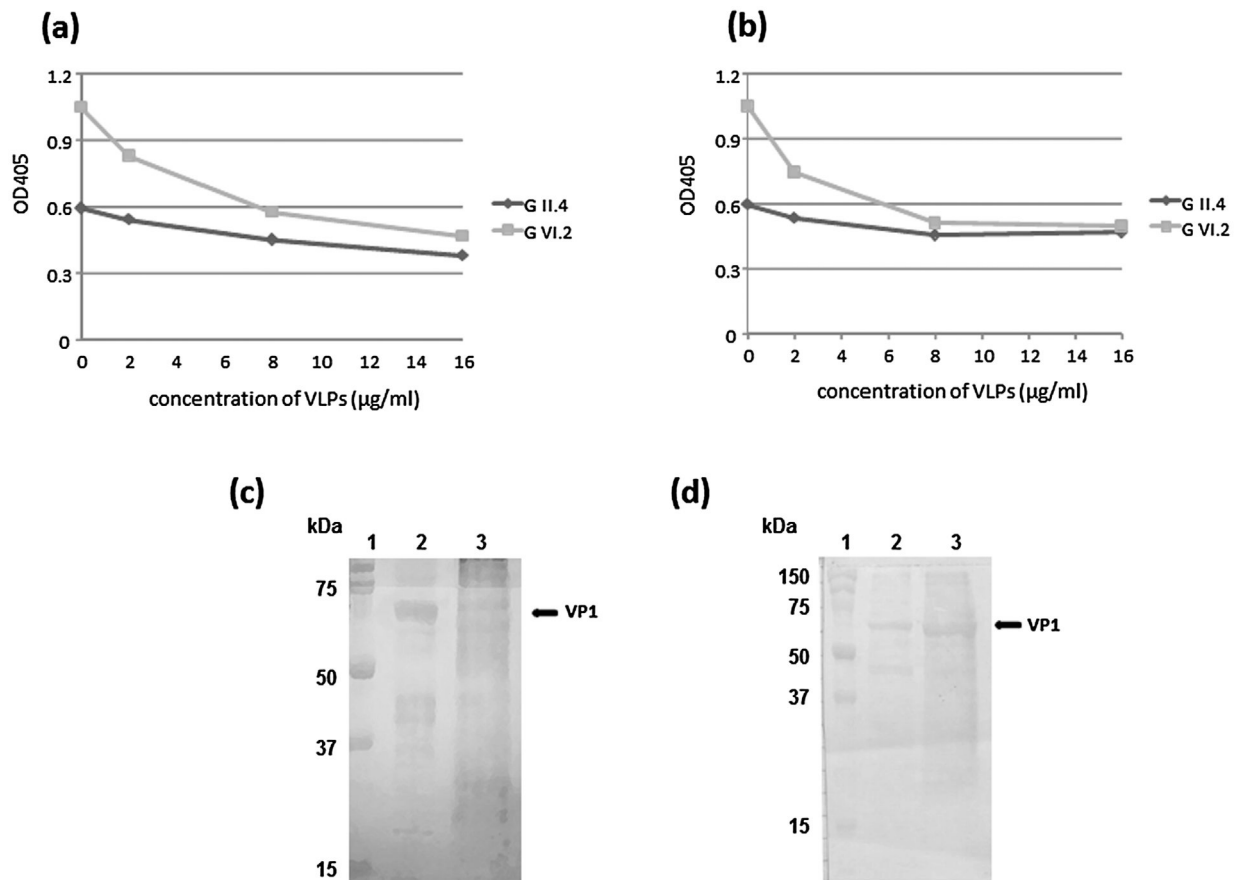 (a)
1.2
0.9
0.6
0.3
0
OD405
0 2 4 6 8 10 12 14 16
concentration of VLPs (µg/ml)
G II.4
G VI.2
(b)
1.2
0.9
0.6
0.3
0
OD405
0 2 4 6 8 10 12 14 16
concentration of VLPs (µg/ml)
G II.4
G VI.2
(c)
kDa
1 2 3
75
VP1
50
37
15
(d)
kDa
1 2 3
150
75
VP1
50
37
15